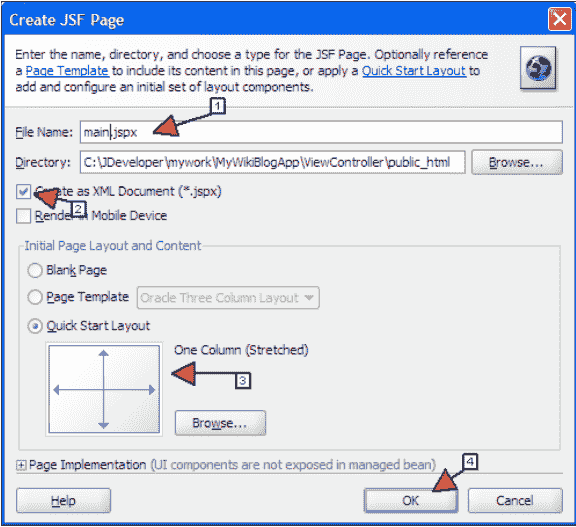 Create JSF Page
Enter the name, directory, and choose a type for the JSF Page. Optionally reference
a Page Template to include its content in this page, or apply a Quick Start Layout to
add and configure an initial set of layout components.
1
File Name: main.jspx
Directory: C:\JDeveloper\mywork\MyWikiBlogApp\ViewController\public_html Browse...
Create as XML Document (*.jspx)
2
Render in Mobile Device
Initial Page Layout and Content
Blank Page
Page Template Oracle Three Column Layout
Quick Start Layout
One Column (Stretched)
3
Browse...
Page Implementation (UI components are not exposed in managed bean)
4
Help OK Cancel